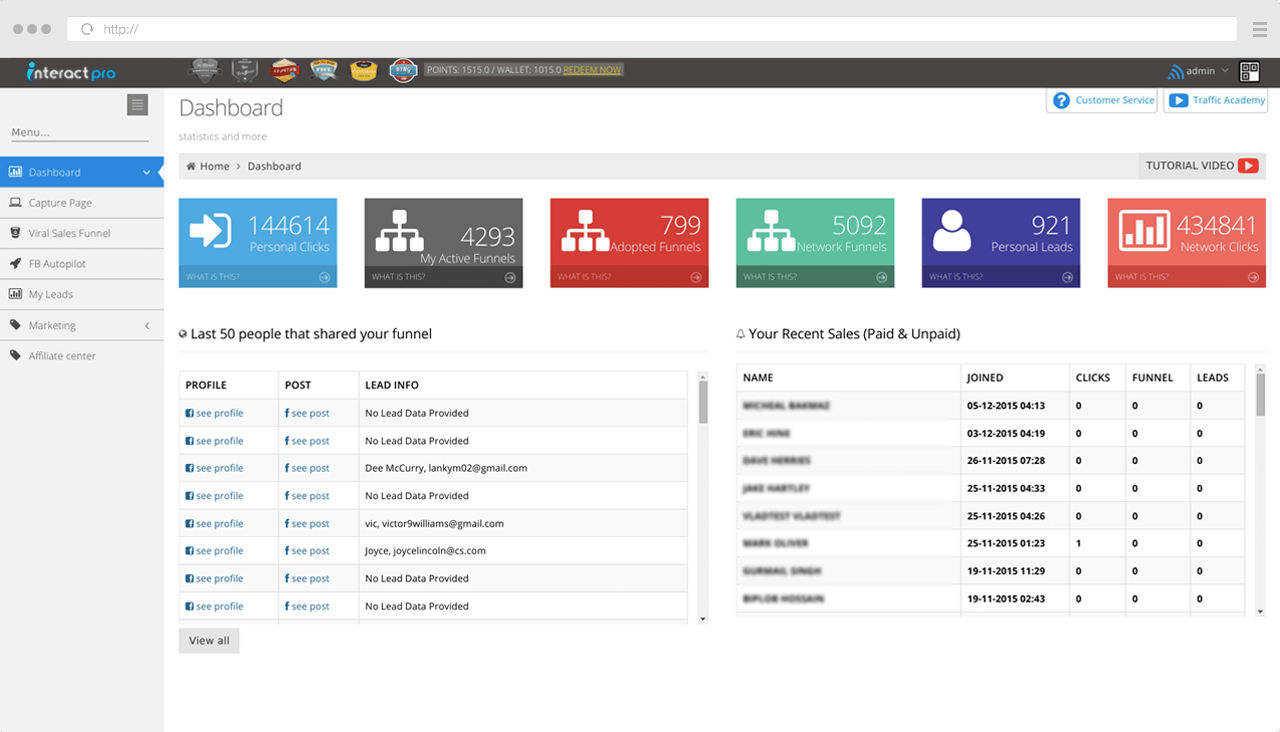 http://
interact pro
POINTS: 1515.0 / WALLET: 1015.0 REDEEM NOW
admin
Menu...
Dashboard
Capture Page
Viral Sales Funnel
FB Autopilot
My Leads
Marketing
Affiliate center
Dashboard
statistics and more
Customer Service
Traffic Academy
Home > Dashboard
TUTORIAL VIDEO
144614
Personal Clicks
WHAT IS THIS?
4293
My Active Funnels
WHAT IS THIS?
799
Adopted Funnels
WHAT IS THIS?
5092
Network Funnels
WHAT IS THIS?
921
Personal Leads
WHAT IS THIS?
434841
Network Clicks
WHAT IS THIS?
Last 50 people that shared your funnel
PROFILE POST LEAD INFO
see profile see post No Lead Data Provided
see profile see post No Lead Data Provided
see profile see post Dee McCurry, lankym02@gmail.com
see profile see post No Lead Data Provided
see profile see post vic, victor9williams@gmail.com
see profile see post Joyce, joycelincoln@cs.com
see profile see post No Lead Data Provided
see profile see post No Lead Data Provided
View all
Your Recent Sales (Paid & Unpaid)
NAME JOINED CLICKS FUNNEL LEADS
05-12-2015 04:13 0 0 0
03-12-2015 04:19 0 0 0
26-11-2015 07:28 0 0 0
25-11-2015 04:33 0 0 0
25-11-2015 04:26 0 0 0
25-11-2015 01:23 1 0 0
19-11-2015 11:29 0 0 0
19-11-2015 02:43 0 0 0